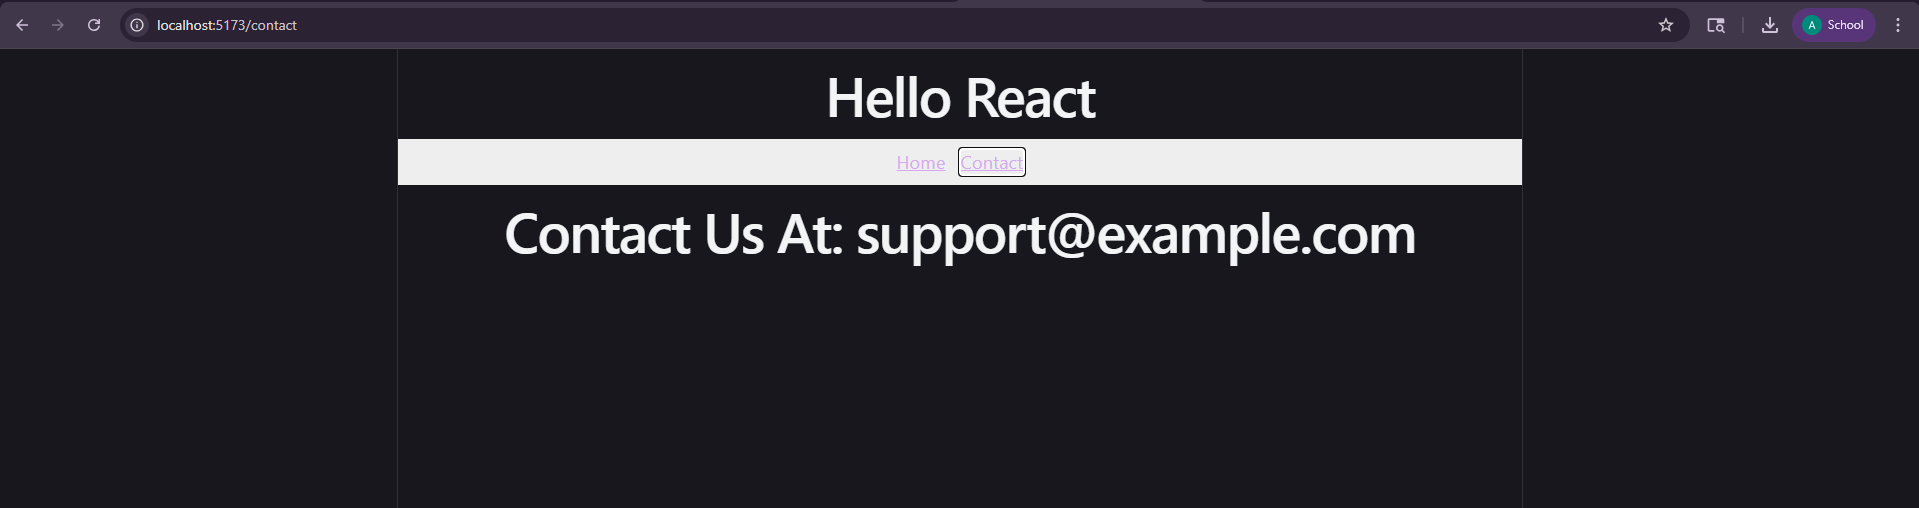 localhost:5173/contact
A School
Hello React
Home Contact
Contact Us At: support@example.com